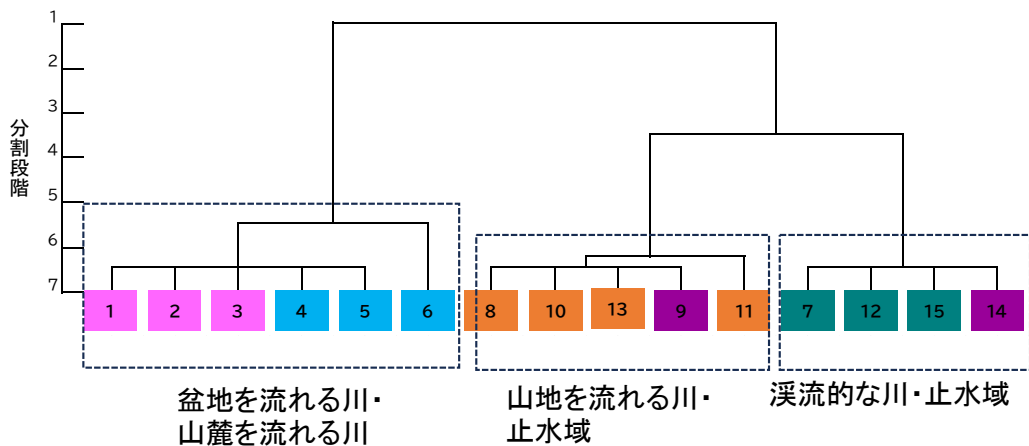 1
2
3
4
5
6
7
分割段階
1 2 3 4 5 6 8 10 13 9 11 7 12 15 14
盆地を流れる川・
山麓を流れる川
山地を流れる川・
止水域
渓流的な川・止水域